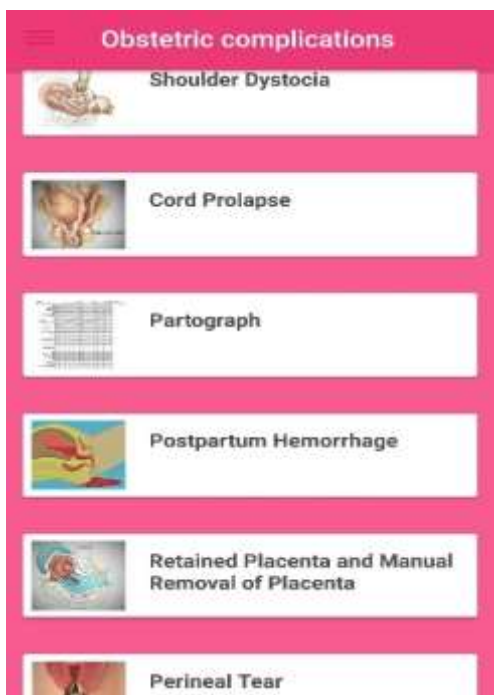 Obstetric complications
Shoulder Dystocia
Cord Prolapse
Partograph
Postpartum Hemorrhage
Retained Placenta and Manual
Removal of Placenta
Perineal Tear